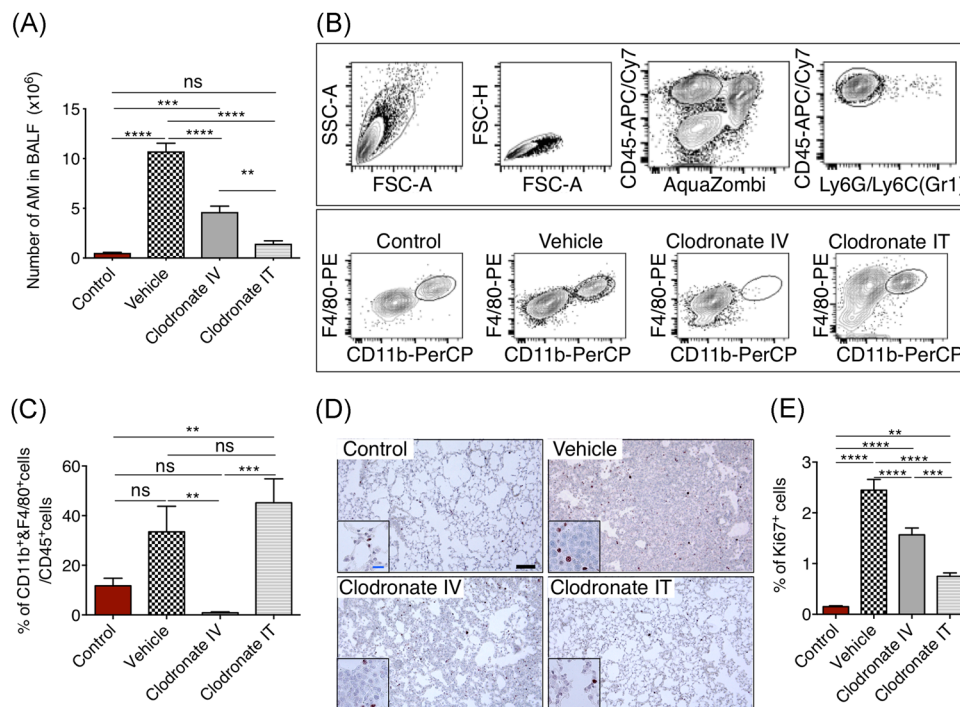 (A)
ns
***
****
**** ****
**
Number of AM in BALF (x10⁶)
15
10
5
0
Control
Vehicle
Clodronate IV
Clodronate IT
(B)
SSC-A
FSC-A
FSC-H
FSC-A
CD45-APC/Cy7
AquaZombi
CD45-APC/Cy7
Ly6G/Ly6C(Gr1)
Control
F4/80-PE
CD11b-PerCP
Vehicle
F4/80-PE
CD11b-PerCP
Clodronate IV
F4/80-PE
CD11b-PerCP
Clodronate IT
F4/80-PE
CD11b-PerCP
(C)
**
ns
ns ***
ns **
% of CD11b⁺&F4/80⁺cells
/CD45⁺cells
60
40
20
0
Control
Vehicle
Clodronate IV
Clodronate IT
(D)
Control
Vehicle
Clodronate IV
Clodronate IT
(E)
**
****
**** ****
**** ***
% of Ki67⁺ cells
3
2
1
0
Control
Vehicle
Clodronate IV
Clodronate IT